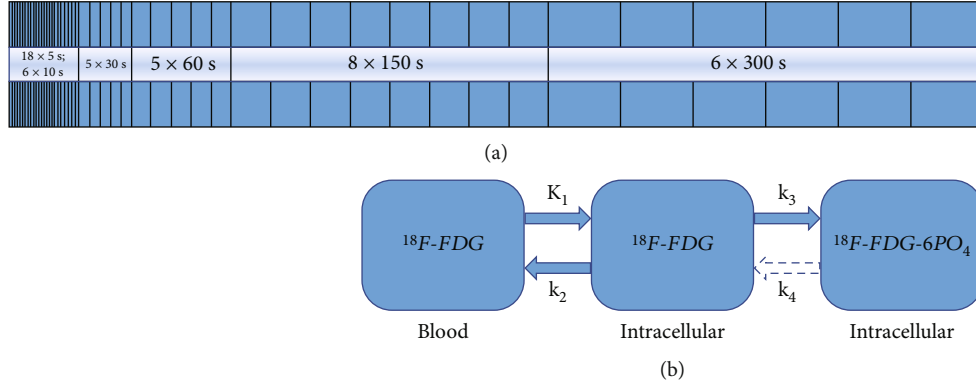 18 × 5 s;
6 × 10 s
5 × 30 s
5 × 60 s
8 × 150 s
6 × 300 s
(a)
¹⁸F-FDG
K₁
k₂
¹⁸F-FDG
k₃
k₄
¹⁸F-FDG-6PO₄
Blood
Intracellular
Intracellular
(b)